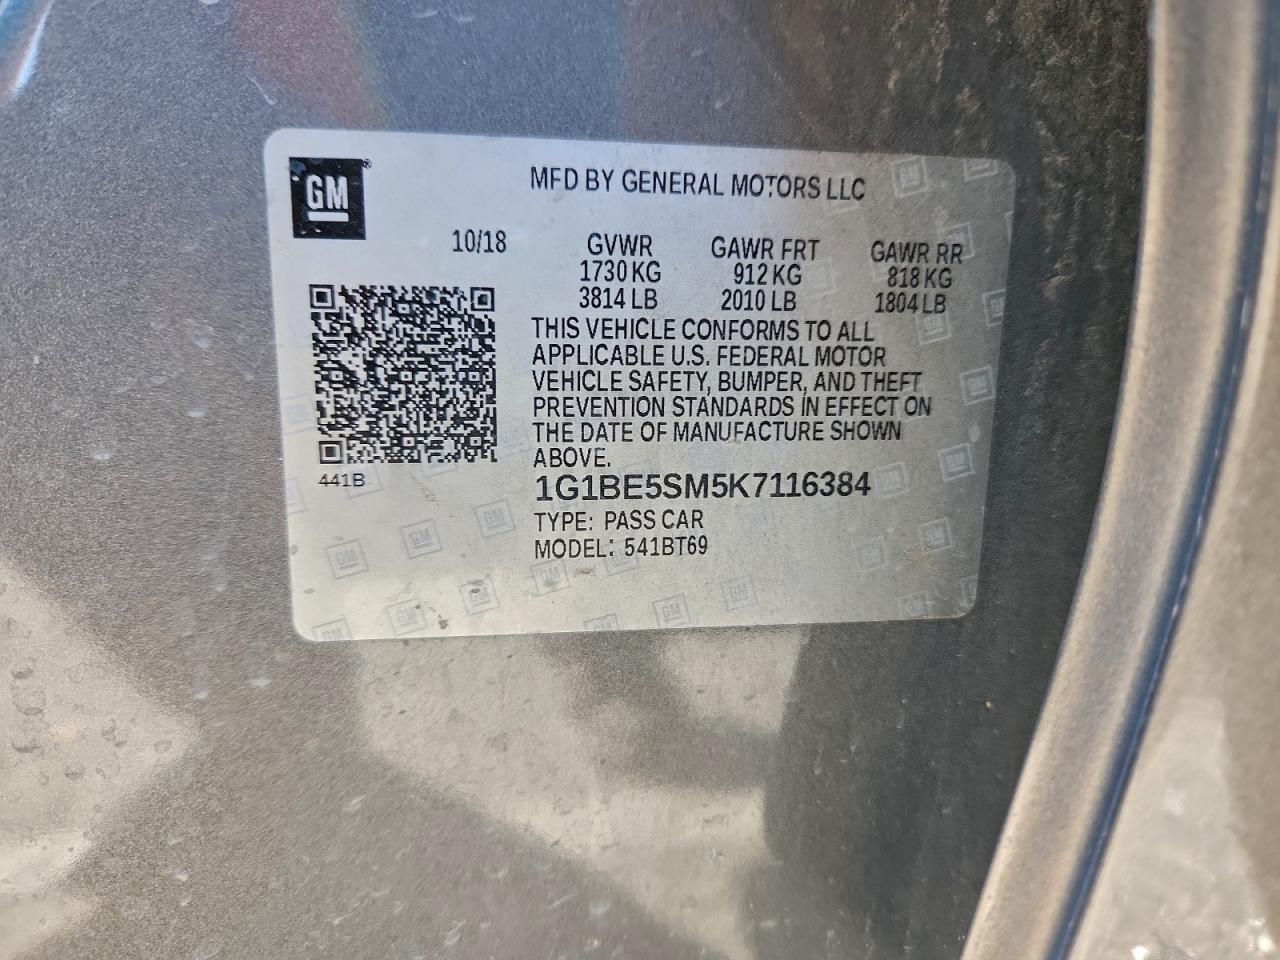 GM
MFD BY GENERAL MOTORS LLC
10/18 GVWR GAWR FRT GAWR RR
1730 KG 912 KG 818 KG
3814 LB 2010 LB 1804 LB
THIS VEHICLE CONFORMS TO ALL
APPLICABLE U.S. FEDERAL MOTOR
VEHICLE SAFETY, BUMPER, AND THEFT
PREVENTION STANDARDS IN EFFECT ON
THE DATE OF MANUFACTURE SHOWN
ABOVE.
441B
1G1BE5SM5K7116384
TYPE: PASS CAR
MODEL: 541BT69